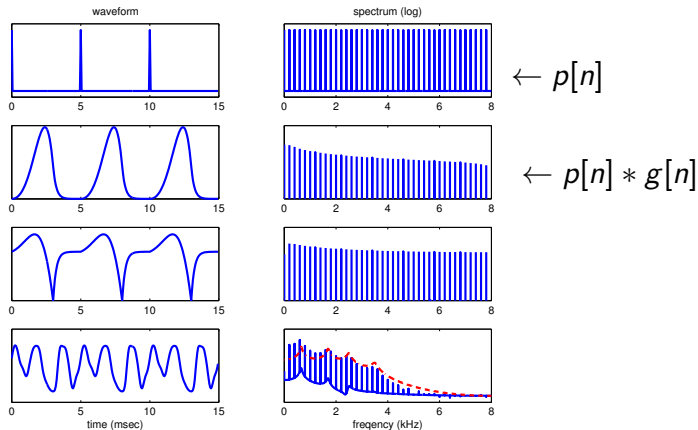 waveform
spectrum (log)
0 5 10 15
0 2 4 6 8
← p[n]
0 5 10 15
0 2 4 6 8
← p[n] ∗ g[n]
0 5 10 15
0 2 4 6 8
0 5 10 15
time (msec)
0 2 4 6 8
freqency (kHz)